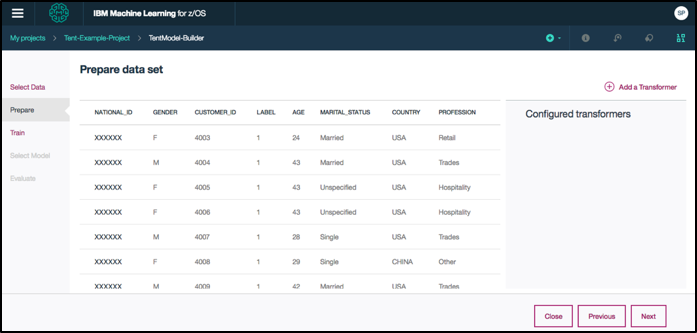 IBM Machine Learning for z/OS
SP
My projects > Tent-Example-Project > TentModel-Builder
Prepare data set
Select Data
Add a Transformer
Prepare
NATIONAL_ID GENDER CUSTOMER_ID LABEL AGE MARITAL_STATUS COUNTRY PROFESSION
Configured transformers
Train
XXXXXX F 4003 1 24 Married USA Retail
Select Model
XXXXXX M 4004 1 43 Married USA Trades
Evaluate
XXXXXX F 4005 1 43 Unspecified USA Hospitality
XXXXXX F 4006 1 43 Unspecified USA Hospitality
XXXXXX M 4007 1 28 Single USA Trades
XXXXXX F 4008 1 29 Single CHINA Other
XXXXXX M 4009 1 42 Married USA Trades
Close Previous Next